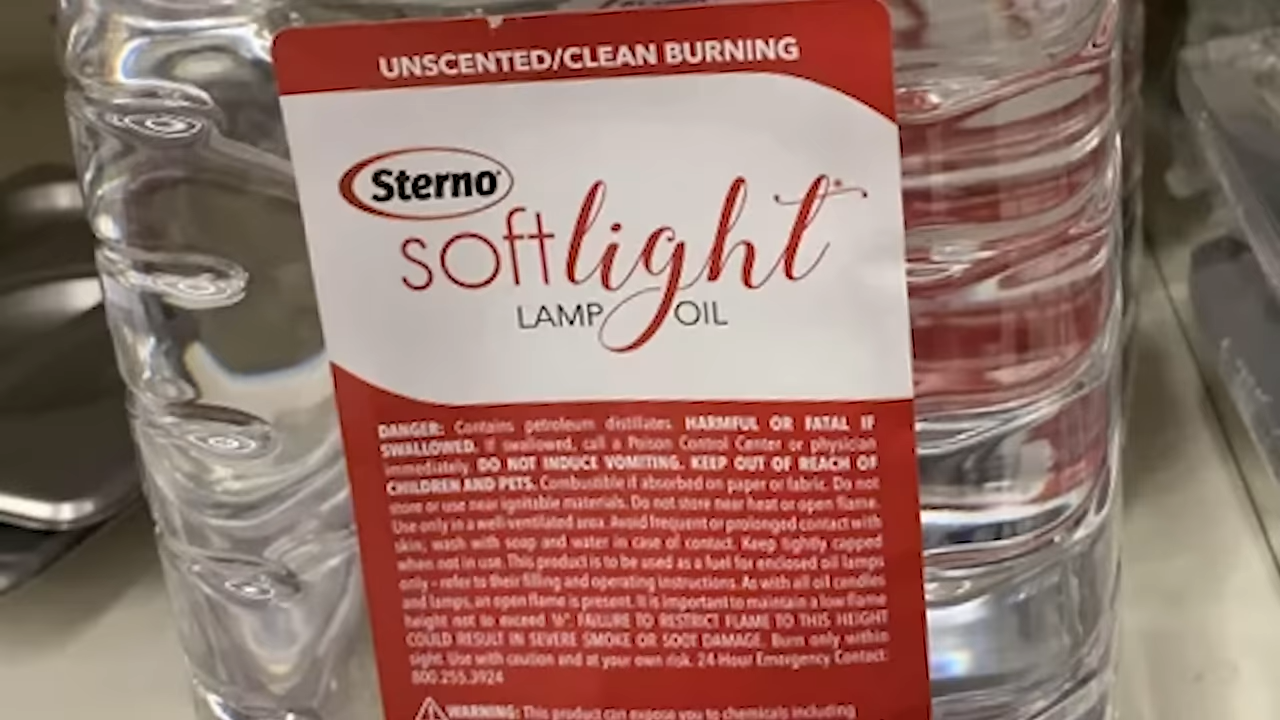 UNSCENTED/CLEAN BURNING
Sterno
softlight
LAMP OIL
DANGER: Contains petroleum distillates. HARMFUL OR FATAL IF
SWALLOWED. If swallowed, call a Poison Control Center or physician
immediately. DO NOT INDUCE VOMITING. KEEP OUT OF REACH OF
CHILDREN AND PETS. Combustible if absorbed on paper or fabric. Do not
store or use near ignitable materials. Do not store near heat or open flame.
Use only in a well-ventilated area. Avoid frequent or prolonged contact with
skin; wash with soap and water in case of contact. Keep tightly capped
when not in use. This product is to be used as a fuel for enclosed oil lamps
only – refer to their filling and operating instructions. As with all oil candles
and lamps, an open flame is present. It is important to maintain a low flame
height not to exceed FAILURE TO RESTRICT FLAME TO THIS HEIGHT
COULD RESULT IN SEVERE SMOKE OR SOOT DAMAGE. Burn only within
sight. Use with caution and at your own risk. 24-Hour Emergency Contact:
800.255.3924
WARNING: This product can expose you to chemicals including